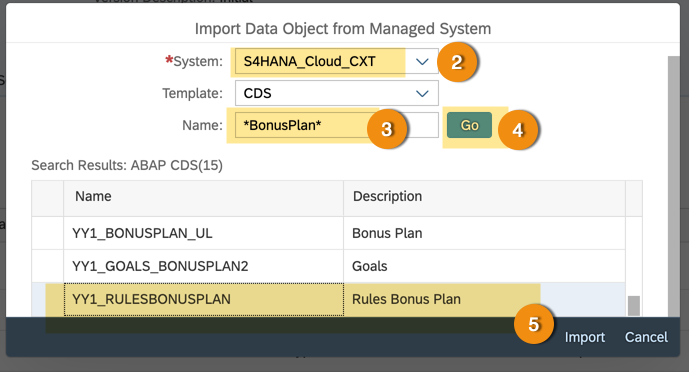 Version Description: Initial
Import Data Object from Managed System
*System: S4HANA_Cloud_CXT 2
Template: CDS
Name: *BonusPlan* 3 Go 4
Search Results: ABAP CDS(15)
Name Description
YY1_BONUSPLAN_UL Bonus Plan
YY1_GOALS_BONUSPLAN2 Goals
YY1_RULESBONUSPLAN Rules Bonus Plan
5 Import Cancel